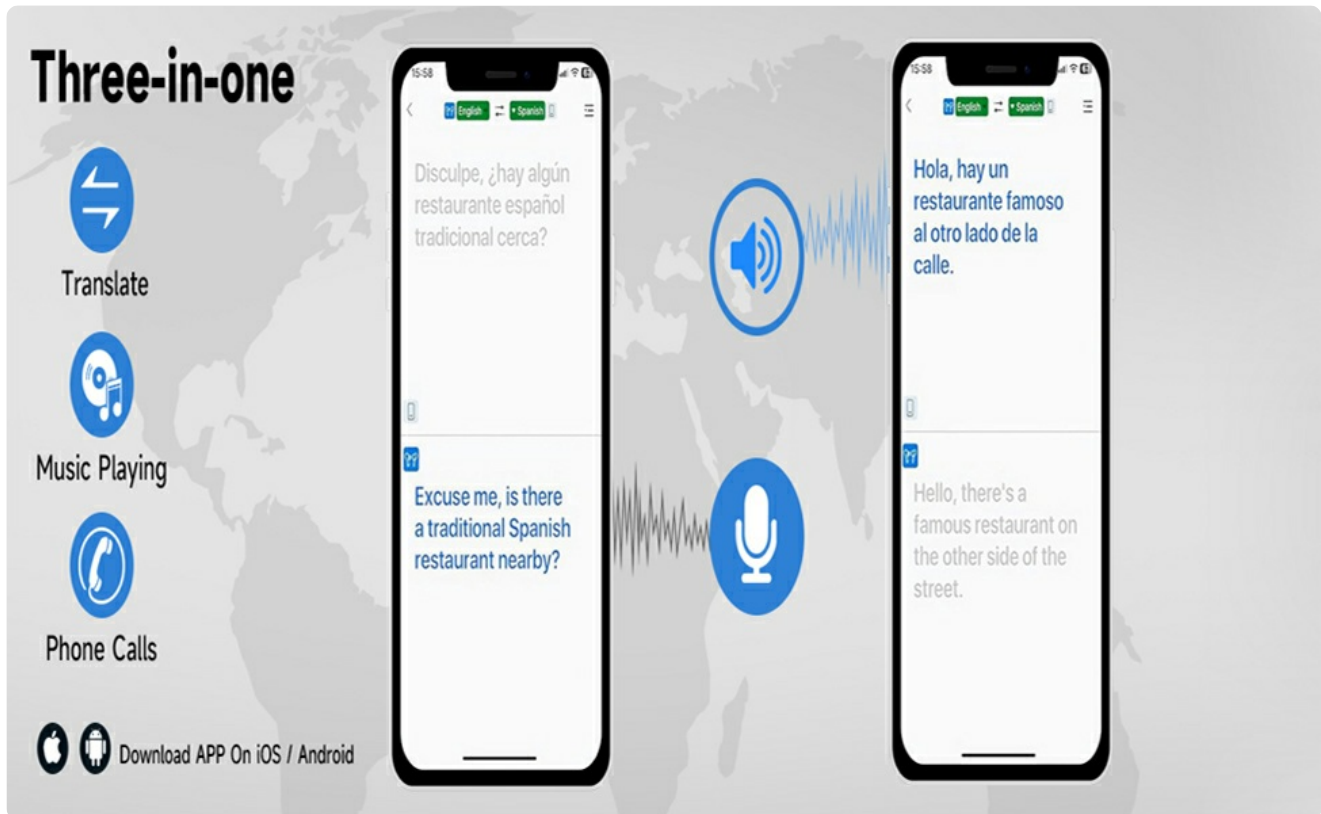 Three-in-one
Translate
Music Playing
Phone Calls
Download APP On iOS / Android
15:58
English
Spanish
Disculpe, ¿hay algún
restaurante español
tradicional cerca?
Excuse me, is there
a traditional Spanish
restaurant nearby?
15:58
English
Spanish
Hola, hay un
restaurante famoso
al otro lado de la
calle.
Hello, there's a
famous restaurant on
the other side of the
street.